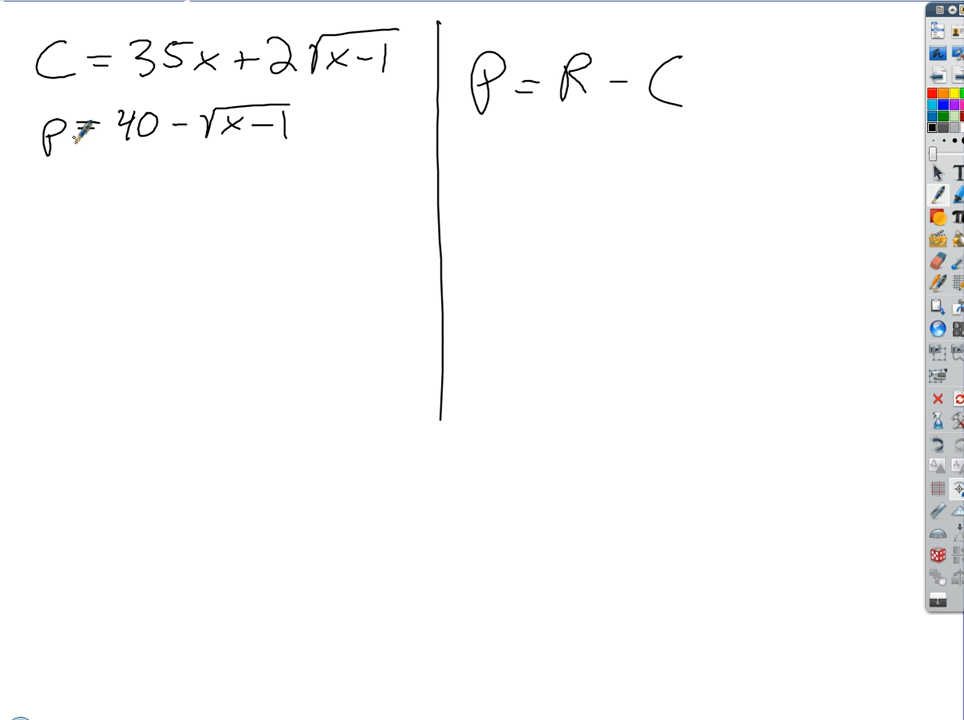 C = 35x + 2√(x-1)
p = 40 - √(x-1)
P = R - C